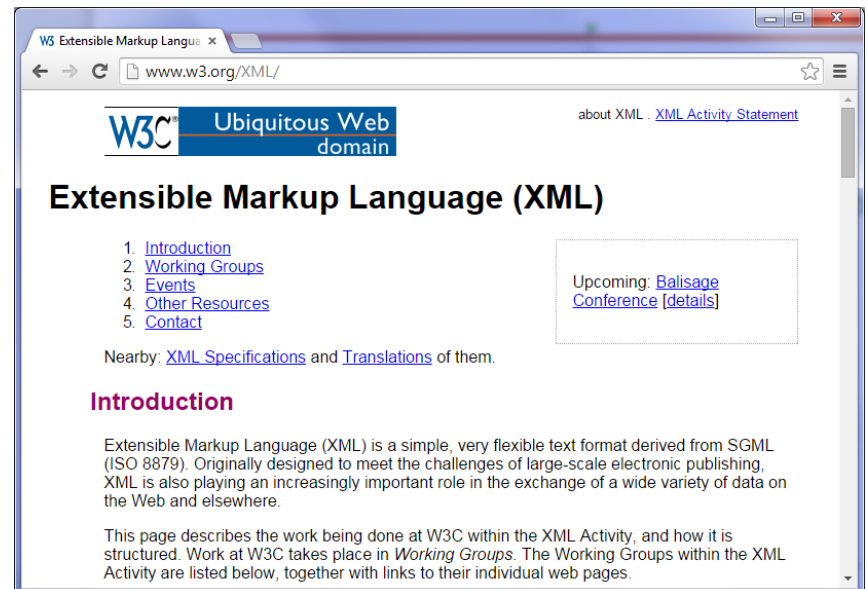 W3 Extensible Markup Langua
www.w3.org/XML/
W3C® Ubiquitous Web
domain
about XML . XML Activity Statement
Extensible Markup Language (XML)
1. Introduction
2. Working Groups
3. Events
4. Other Resources
5. Contact
Upcoming: Balisage
Conference [details]
Nearby: XML Specifications and Translations of them.
Introduction
Extensible Markup Language (XML) is a simple, very flexible text format derived from SGML
(ISO 8879). Originally designed to meet the challenges of large-scale electronic publishing,
XML is also playing an increasingly important role in the exchange of a wide variety of data on
the Web and elsewhere.
This page describes the work being done at W3C within the XML Activity, and how it is
structured. Work at W3C takes place in Working Groups. The Working Groups within the XML
Activity are listed below, together with links to their individual web pages.